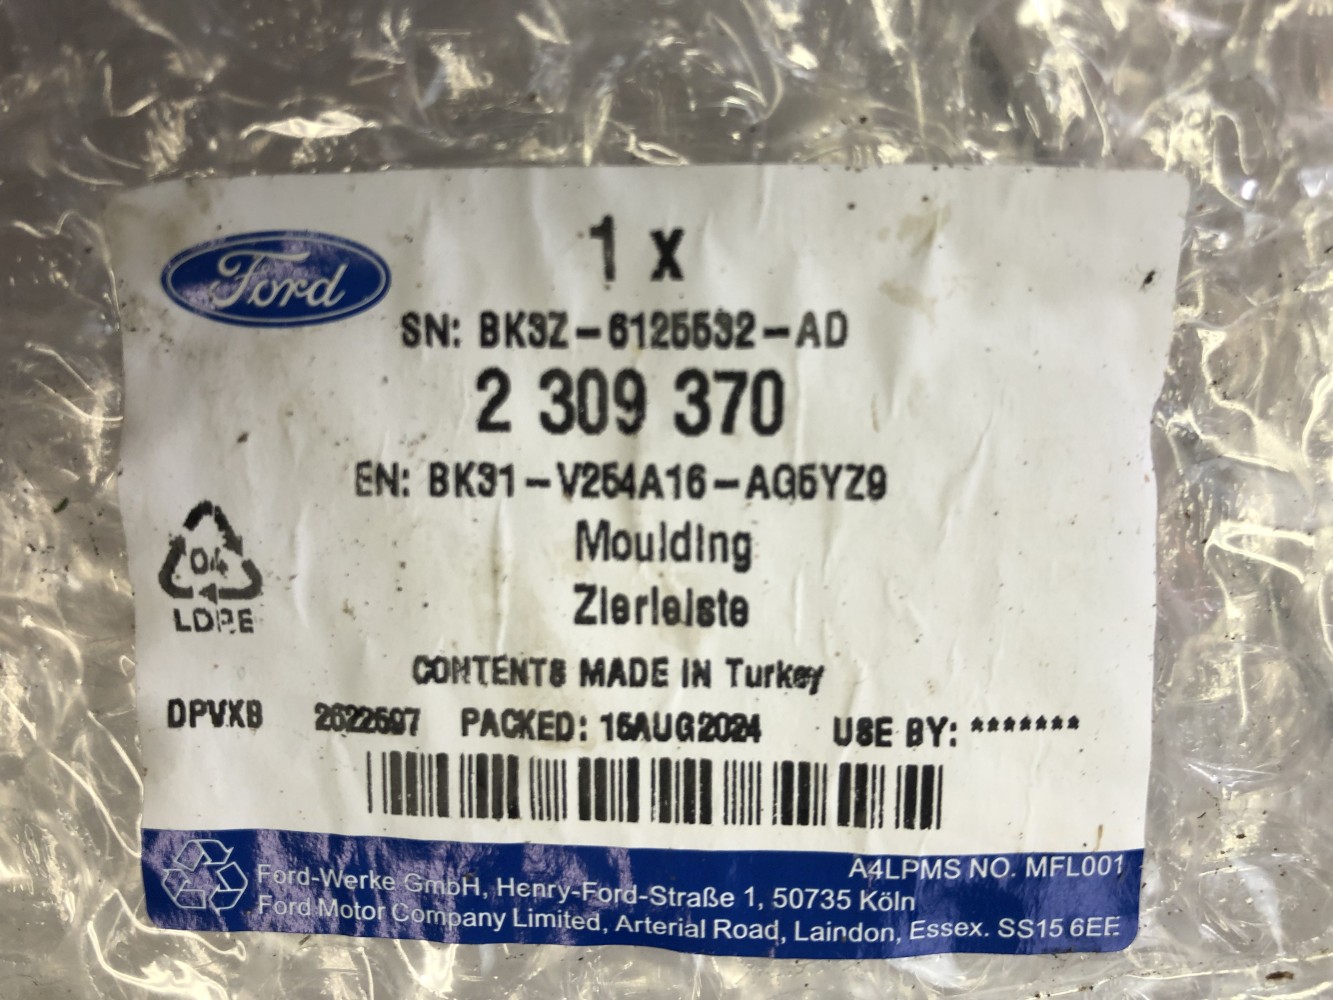 Ford
1 x
SN: BK3Z-6125532-AD
2 309 370
EN: BK31-V254A16-AG5YZ9
Moulding
Zierleiste
04
LDPE
CONTENTS MADE IN Turkey
DPVXB 2622597 PACKED: 15AUG2024 USE BY: *******
A4LPMS NO. MFL001
Ford-Werke GmbH, Henry-Ford-Straße 1, 50735 Köln
Ford Motor Company Limited, Arterial Road, Laindon, Essex. SS15 6EE